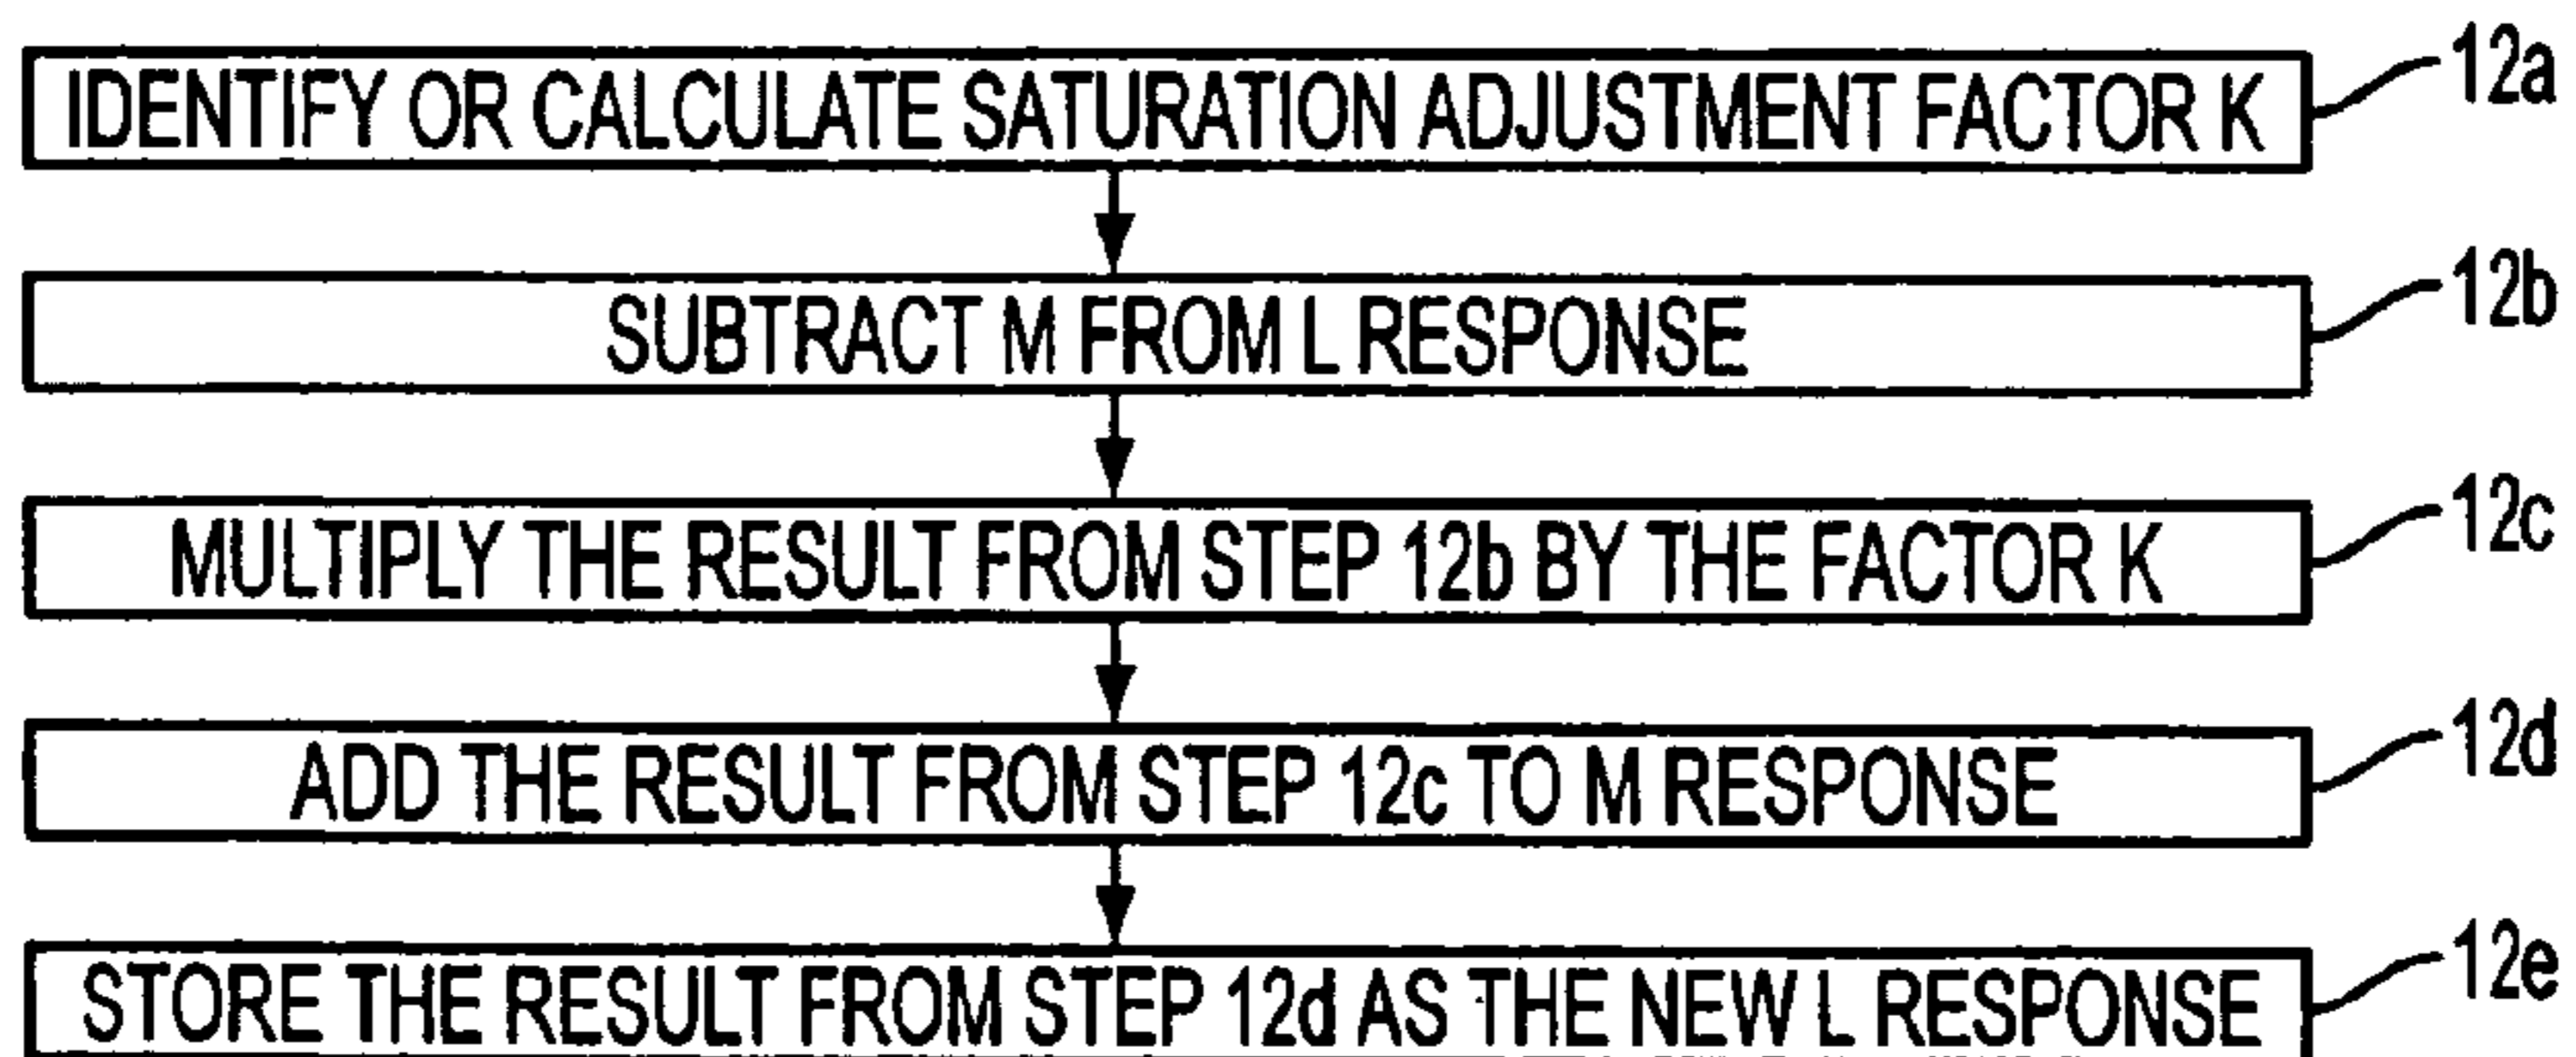 IDENTIFY OR CALCULATE SATURATION ADJUSTMENT FACTOR K
12a
SUBTRACT M FROM L RESPONSE
12b
MULTIPLY THE RESULT FROM STEP 12b BY THE FACTOR K
12c
ADD THE RESULT FROM STEP 12c TO M RESPONSE
12d
STORE THE RESULT FROM STEP 12d AS THE NEW L RESPONSE
12e